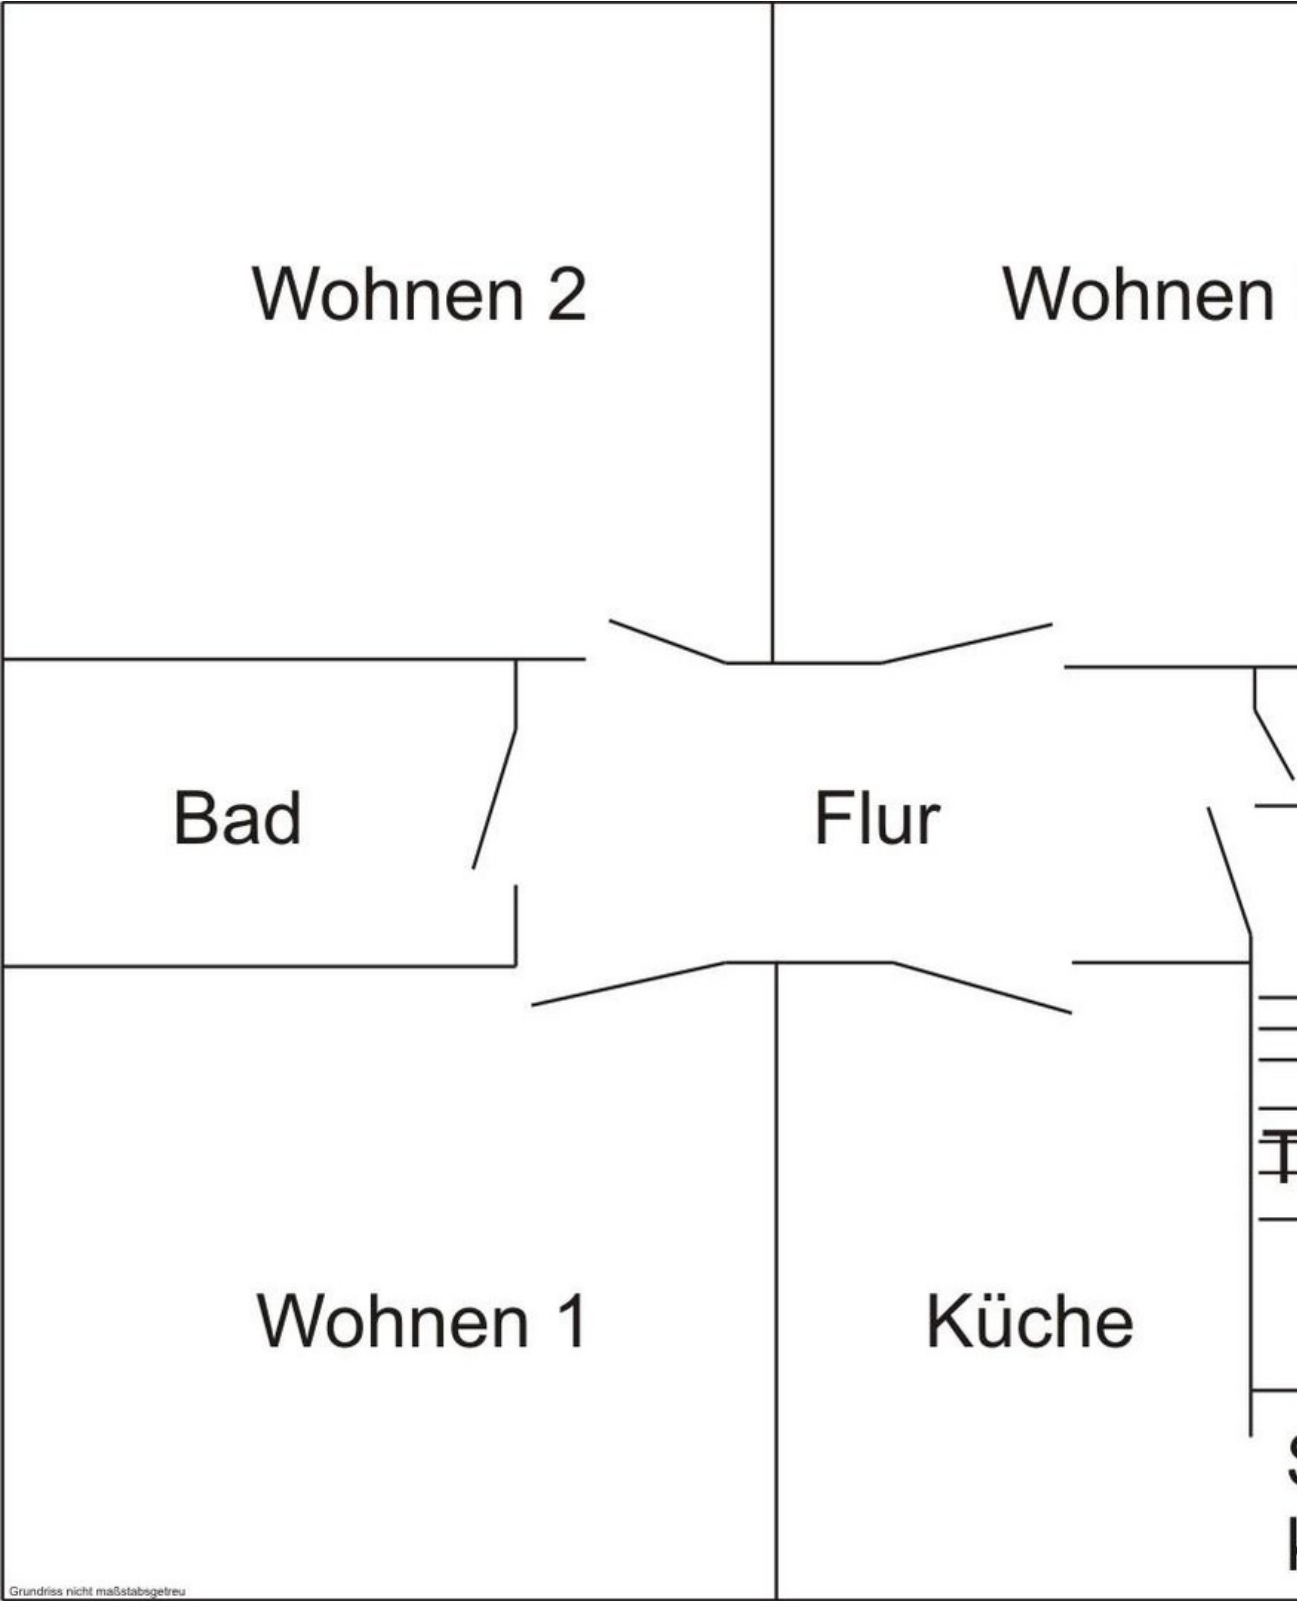 Wohnen 2
Wohnen
Bad
Flur
Wohnen 1
Küche
Grundriss nicht maßstabsgetreu